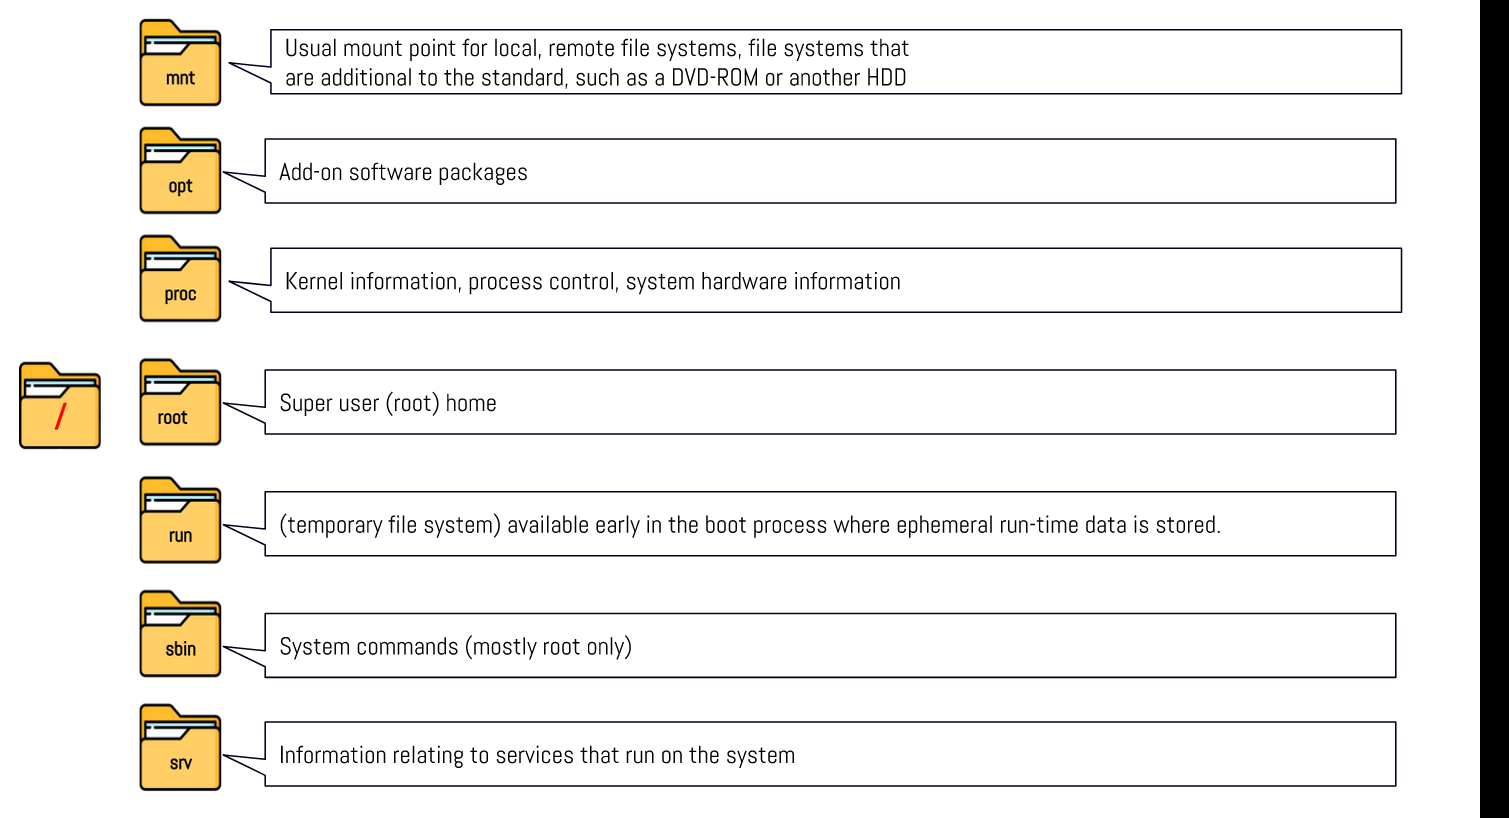 mnt
Usual mount point for local, remote file systems, file systems that
are additional to the standard, such as a DVD-ROM or another HDD
opt
Add-on software packages
proc
Kernel information, process control, system hardware information
/
root
Super user (root) home
run
(temporary file system) available early in the boot process where ephemeral run-time data is stored.
sbin
System commands (mostly root only)
srv
Information relating to services that run on the system